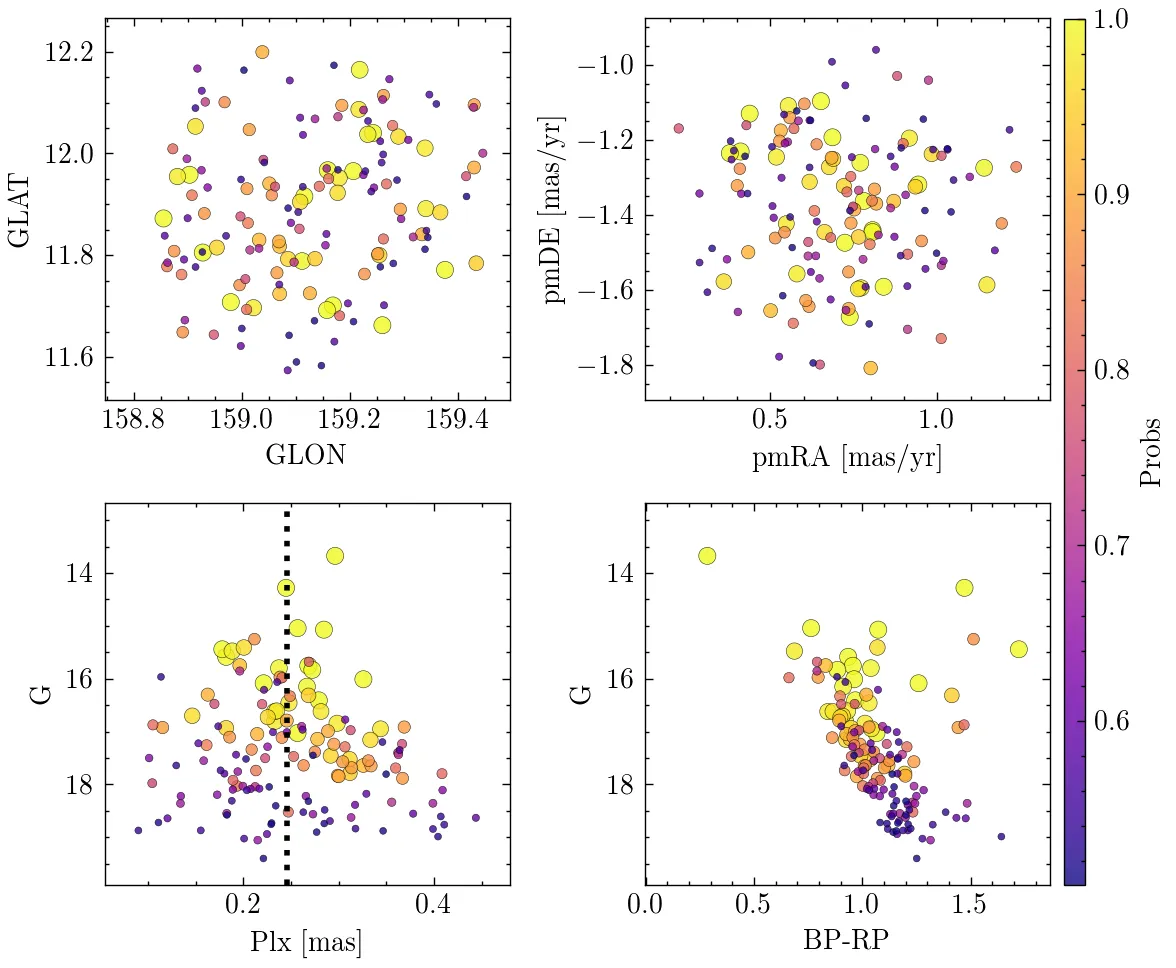 12.2
12.0
11.8
11.6
GLAT
158.8 159.0 159.2 159.4
GLON
−1.0
−1.2
−1.4
−1.6
−1.8
pmDE [mas/yr]
0.5 1.0
pmRA [mas/yr]
1.0
0.9
0.8
0.7
0.6
Probs
14
16
18
G
0.2 0.4
Plx [mas]
14
16
18
G
0.0 0.5 1.0 1.5
BP-RP